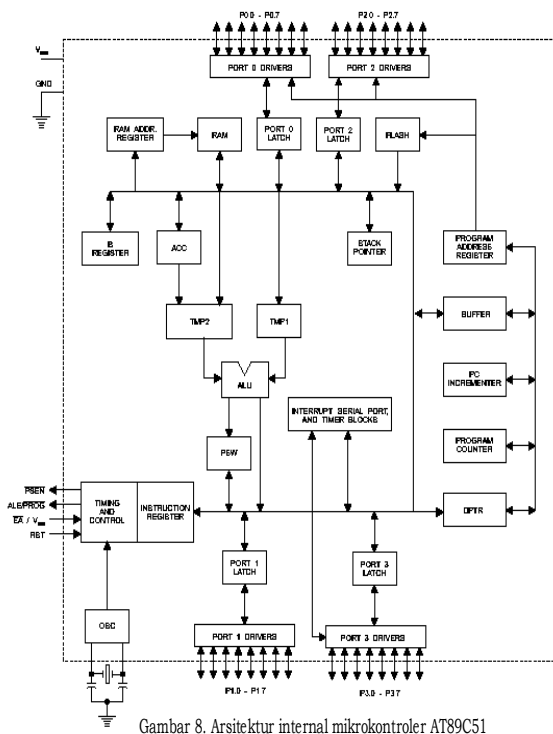 P0.0 - P0.7
P2.0 - P2.7
PORT 0 DRIVERS
PORT 2 DRIVERS
GND
RAM ADDR.
REGISTER
RAM
PORT 0
LATCH
PORT 2
LATCH
FLASH
B
REGISTER
ACC
STACK
POINTER
PROGRAM
ADDRESS
REGISTER
TMP2
TMP1
BUFFER
ALU
PC
INCREMENTER
INTERRUPT SERIAL PORT,
AND TIMER BLOCKS
PSW
PROGRAM
COUNTER
PSEN
ALE/PROG
EA / V
RST
TIMING
AND
CONTROL
INSTRUCTION
REGISTER
DPTR
PORT 1
LATCH
PORT 3
LATCH
OSC
PORT 1 DRIVERS
PORT 3 DRIVERS
P1.0 - P1.7
P3.0 - P3.7
Gambar 8. Arsitektur internal mikrokontroler AT89C51